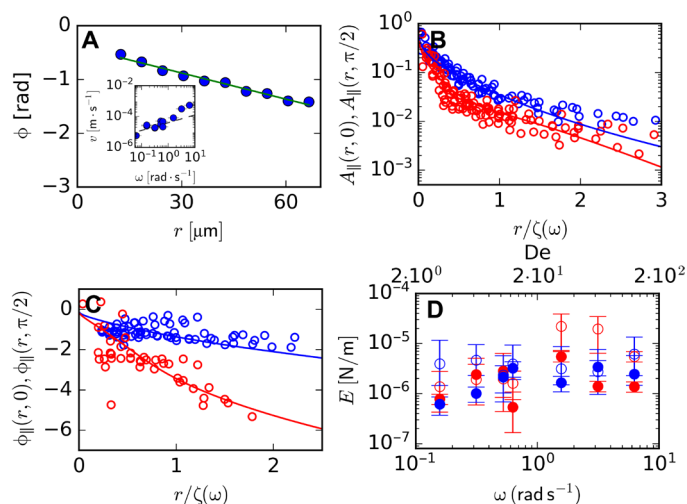 A
0
−1
−2
−3
ϕ [rad]
10⁻²
10⁻⁴
10⁻⁶
v [m·s⁻¹]
10⁻¹ 10¹
ω [rad·s⁻¹]
0 30 60
r [μm]
B
10⁰
10⁻¹
10⁻²
10⁻³
A∥(r, 0), A∥(r, π/2)
0 1 2 3
r/ζ(ω)
C
0
−2
−4
−6
ϕ∥(r, 0), ϕ∥(r, π/2)
0 1 2
r/ζ(ω)
De
2·10⁰ 2·10¹ 2·10²
D
10⁻⁴
10⁻⁵
10⁻⁶
10⁻⁷
E [N/m]
10⁻¹ 10⁰ 10¹
ω (rad s⁻¹)